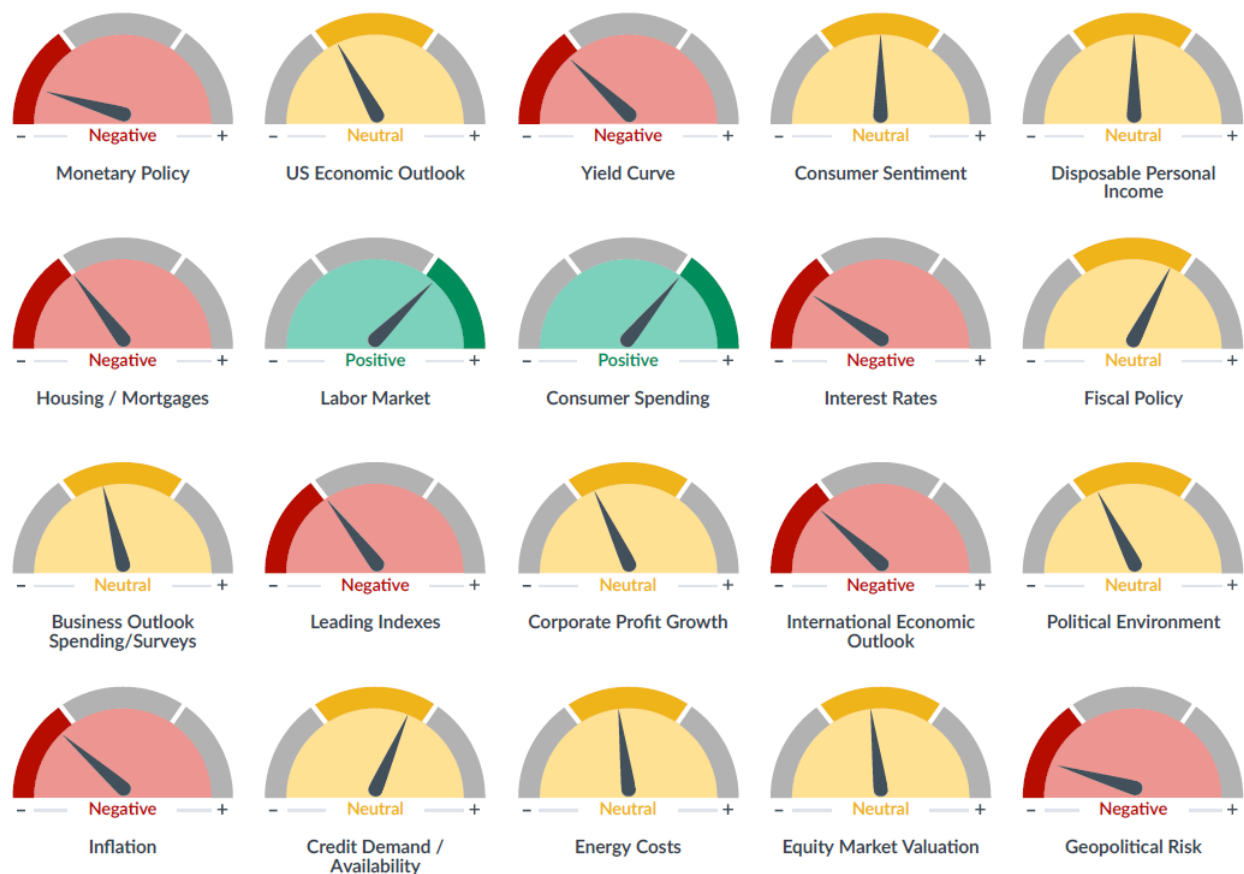 - Negative +
Monetary Policy
- Neutral +
US Economic Outlook
- Negative +
Yield Curve
- Neutral +
Consumer Sentiment
- Neutral +
Disposable Personal
Income
- Negative +
Housing / Mortgages
- Positive +
Labor Market
- Positive +
Consumer Spending
- Negative +
Interest Rates
- Neutral +
Fiscal Policy
- Neutral +
Business Outlook
Spending/Surveys
- Negative +
Leading Indexes
- Neutral +
Corporate Profit Growth
- Negative +
International Economic
Outlook
- Neutral +
Political Environment
- Negative +
Inflation
- Neutral +
Credit Demand /
Availability
- Neutral +
Energy Costs
- Neutral +
Equity Market Valuation
- Negative +
Geopolitical Risk